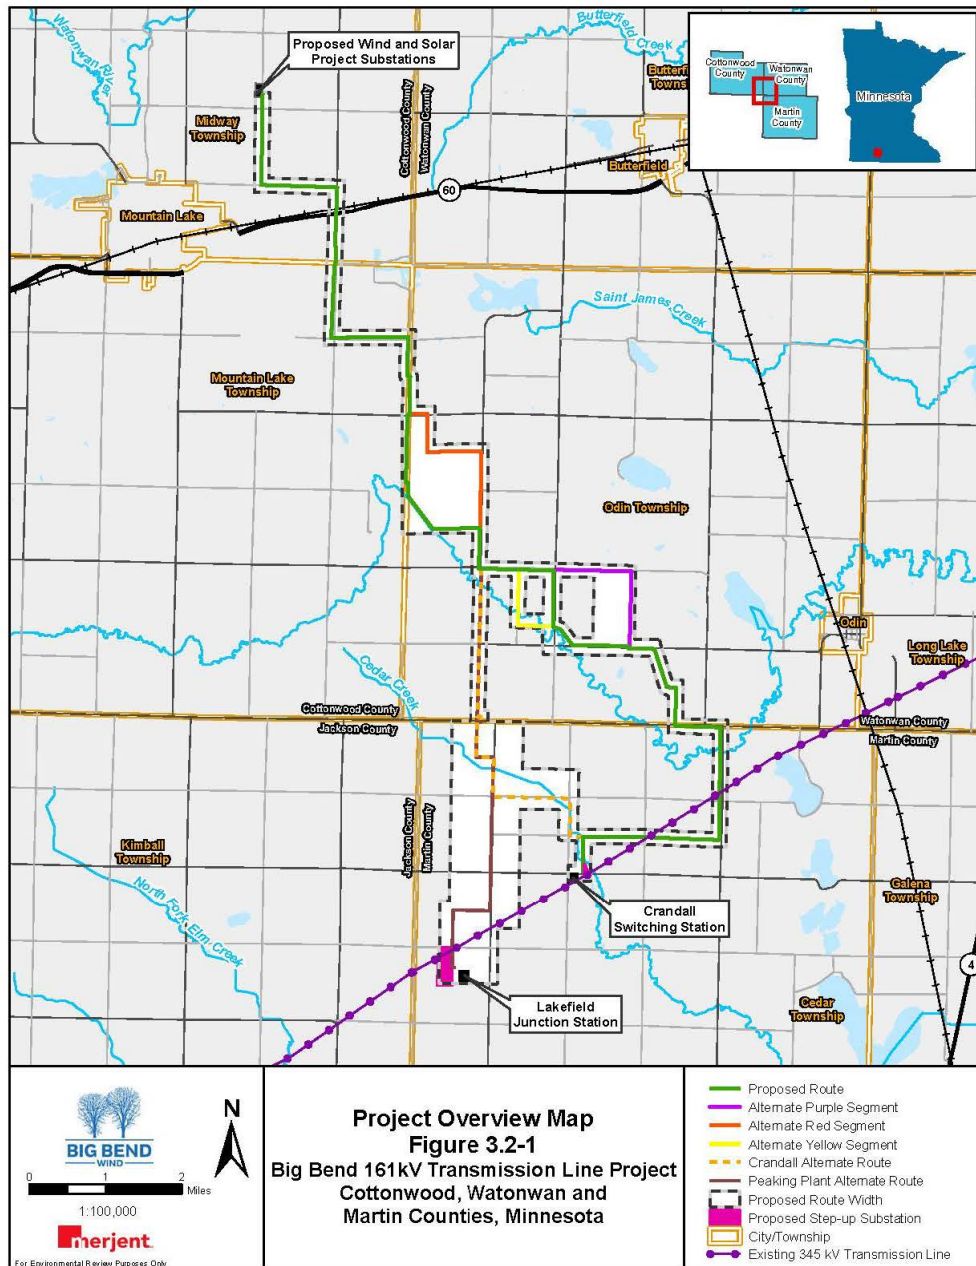 Watonwan
River
Proposed Wind and Solar
Project Substations
Butterfield
Creek
Midway
Township
Cottonwood County
Watonwan County
Butterfield
60
Mountain Lake
Cottonwood
County
Watonwan
County
Martin
County
Minnesota
Saint James Creek
Mountain Lake
Township
Odin Township
Odin
Long Lake
Township
Cedar
Creek
Cottonwood County
Jackson County
Watonwan County
Martin County
Jackson County
Martin County
Kimball
Township
North Fork Elm Creek
Galena
Township
Crandall
Switching Station
4
Lakefield
Junction Station
Cedar
Township
BIG BEND
WIND
0 1 2
Miles
1:100,000
merjent
For Environmental Review Purposes Only
N
Project Overview Map
Figure 3.2-1
Big Bend 161kV Transmission Line Project
Cottonwood, Watonwan and
Martin Counties, Minnesota
Proposed Route
Alternate Purple Segment
Alternate Red Segment
Alternate Yellow Segment
Crandall Alternate Route
Peaking Plant Alternate Route
Proposed Route Width
Proposed Step-up Substation
City/Township
Existing 345 kV Transmission Line